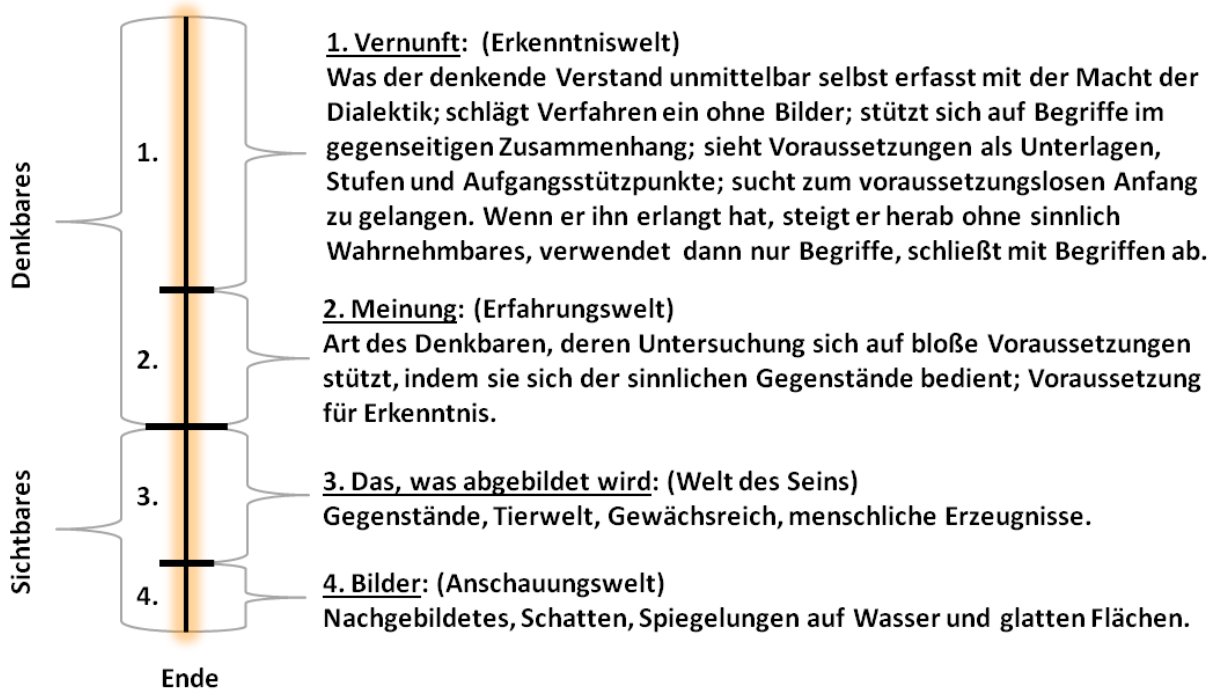 Denkbares
1.
1. Vernunft: (Erkenntniswelt)
Was der denkende Verstand unmittelbar selbst erfasst mit der Macht der
Dialektik; schlägt Verfahren ein ohne Bilder; stützt sich auf Begriffe im
gegenseitigen Zusammenhang; sieht Voraussetzungen als Unterlagen,
Stufen und Aufgangsstützpunkte; sucht zum voraussetzungslosen Anfang
zu gelangen. Wenn er ihn erlangt hat, steigt er herab ohne sinnlich
Wahrnehmbares, verwendet dann nur Begriffe, schließt mit Begriffen ab.
2.
2. Meinung: (Erfahrungswelt)
Art des Denkbaren, deren Untersuchung sich auf bloße Voraussetzungen
stützt, indem sie sich der sinnlichen Gegenstände bedient; Voraussetzung
für Erkenntnis.
Sichtbares
3.
3. Das, was abgebildet wird: (Welt des Seins)
Gegenstände, Tierwelt, Gewächsreich, menschliche Erzeugnisse.
4.
4. Bilder: (Anschauungswelt)
Nachgebildetes, Schatten, Spiegelungen auf Wasser und glatten Flächen.
Ende